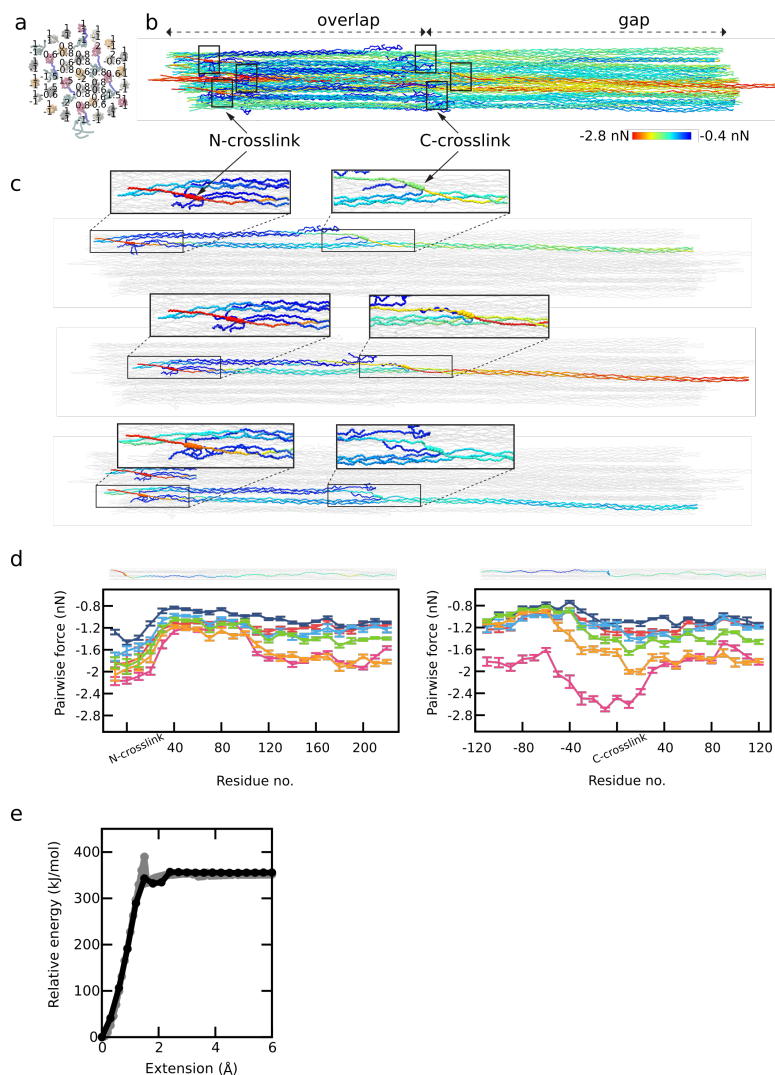 a
b
overlap
gap
N-crosslink
C-crosslink
-2.8 nN
-0.4 nN
c
d
Pairwise force (nN)
-0.8
-1.2
-1.6
-2
-2.4
-2.8
N-crosslink
40
80
120
160
200
Residue no.
Pairwise force (nN)
-0.8
-1.2
-1.6
-2
-2.4
-2.8
-120
-80
-40
C-crosslink
40
80
120
Residue no.
e
Relative energy (kJ/mol)
400
300
200
100
0
0
2
4
6
Extension (Å)